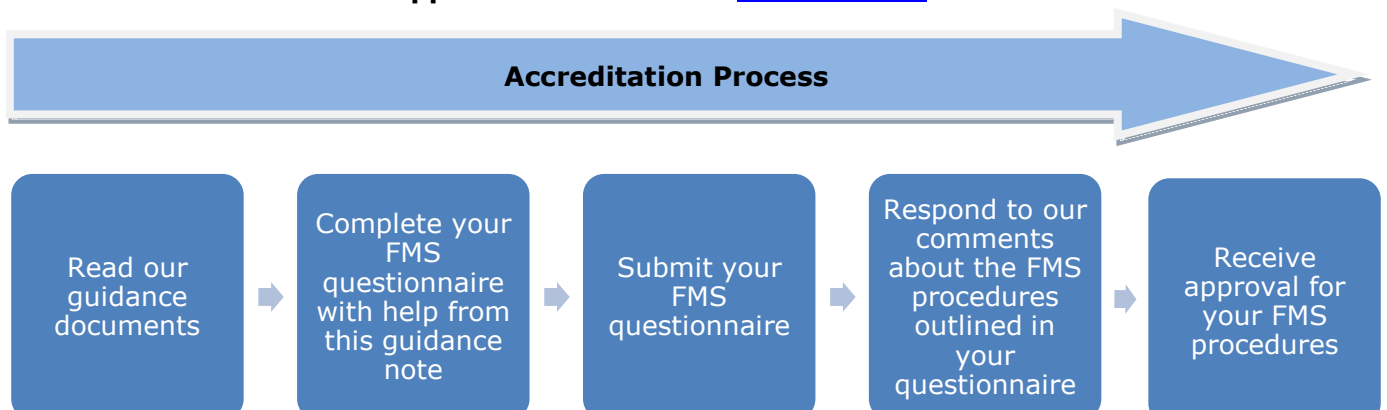 Accreditation Process
Read our
guidance
documents
Complete your
FMS
questionnaire
with help from
this guidance
note
Submit your
FMS
questionnaire
Respond to our
comments
about the FMS
procedures
outlined in
your
questionnaire
Receive
approval for
your FMS
procedures